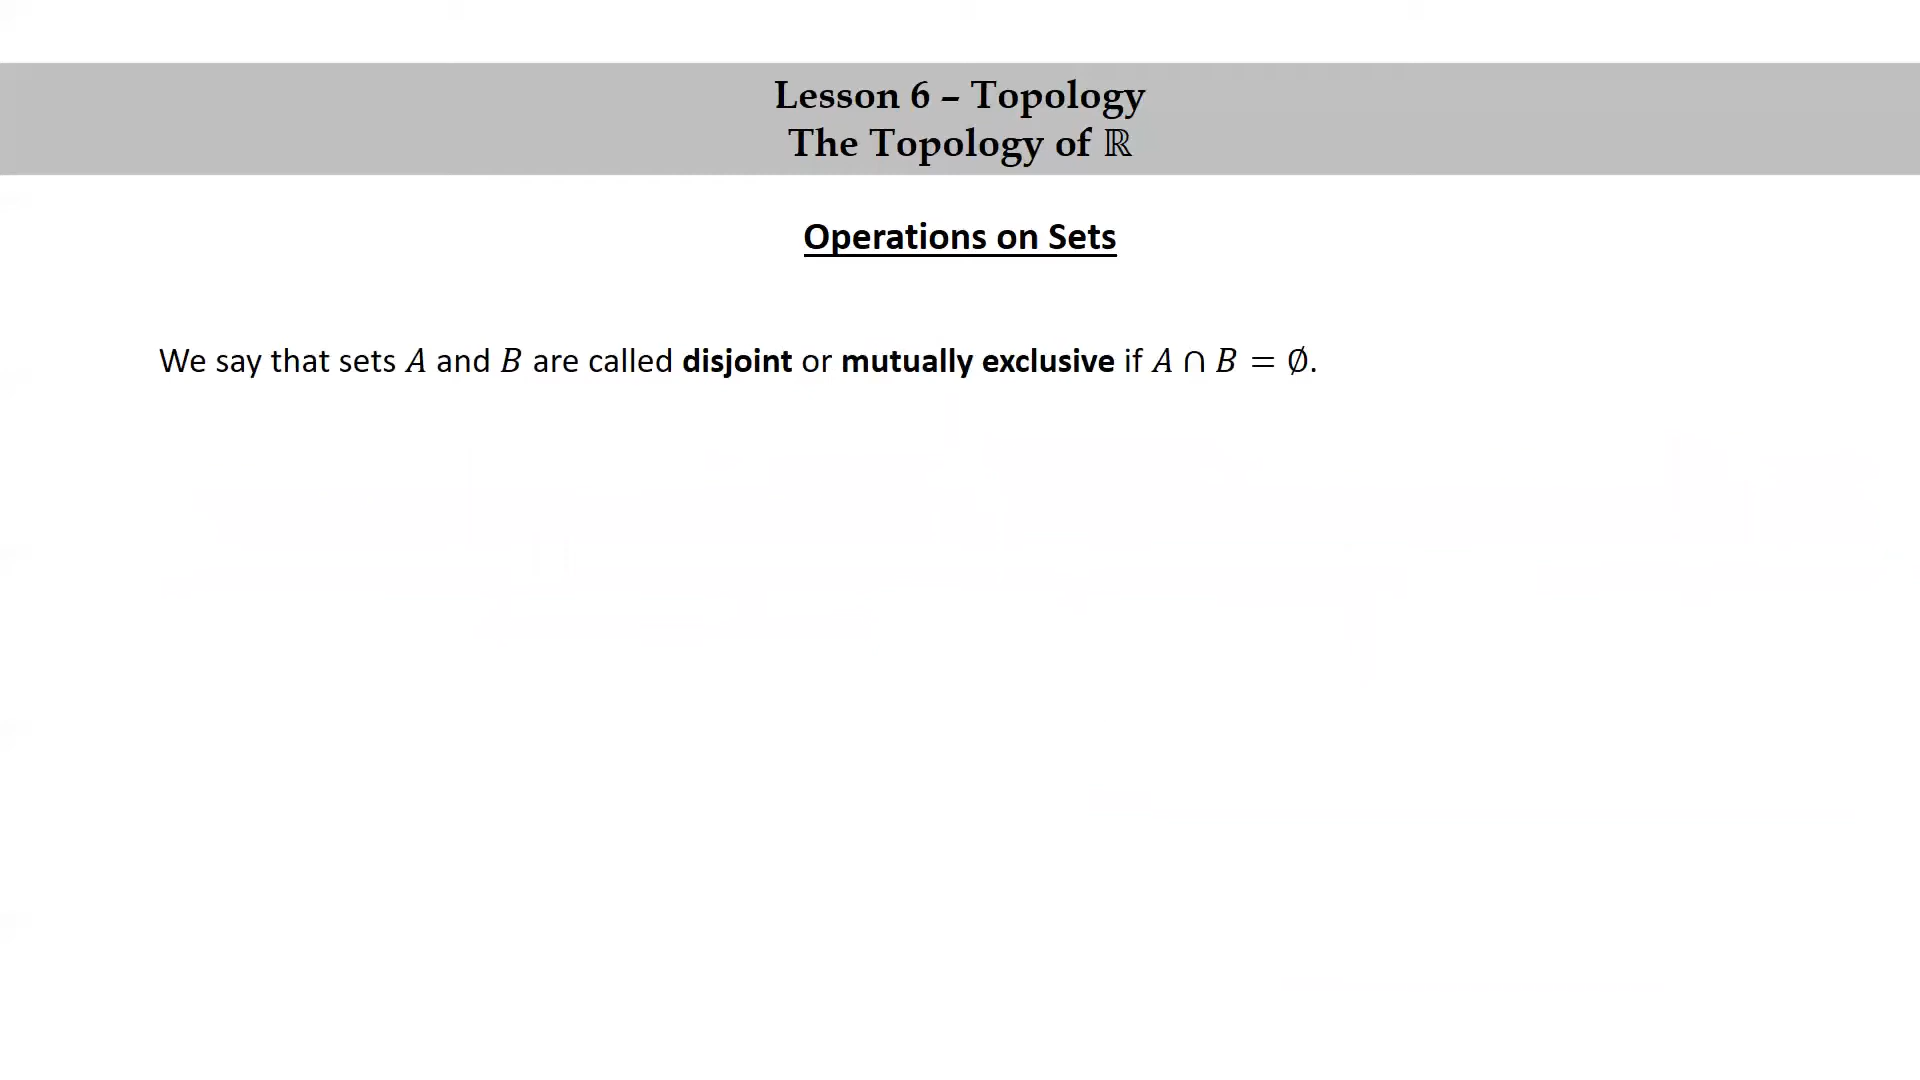 Lesson 6 – Topology
The Topology of ℝ
Operations on Sets
We say that sets A and B are called disjoint or mutually exclusive if A ∩ B = ∅.